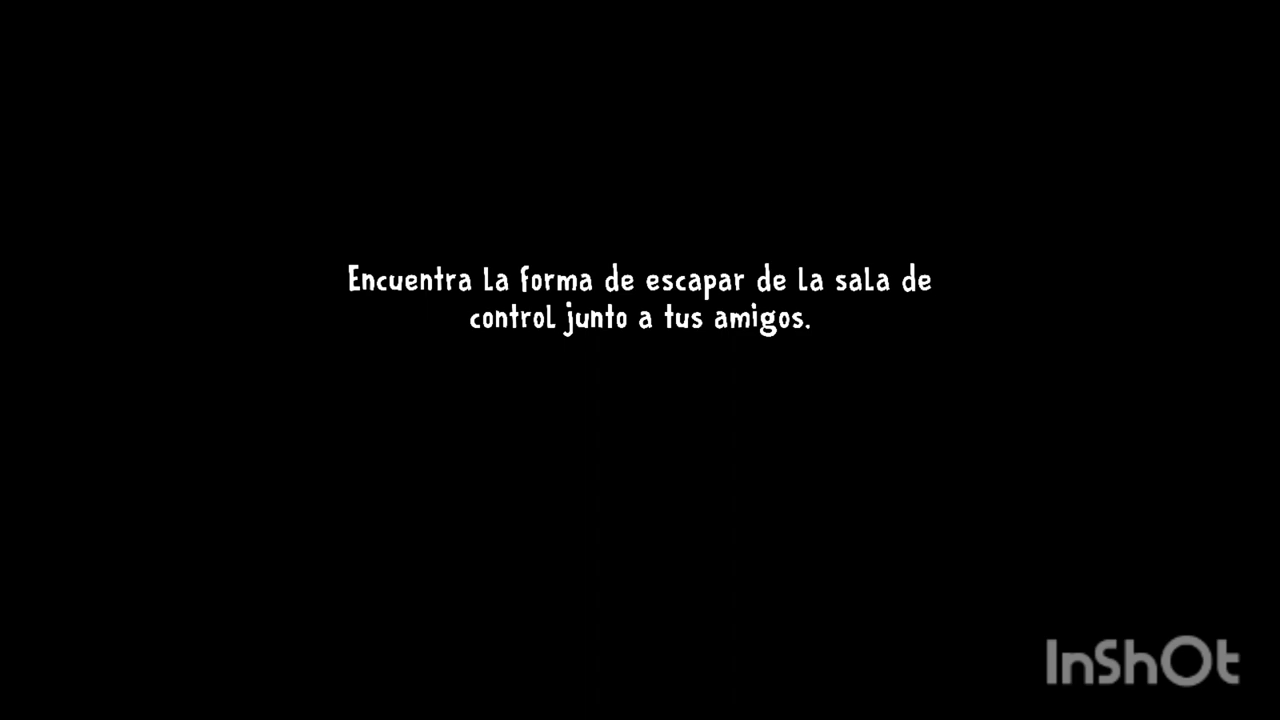 Encuentra la forma de escapar de la sala de
control junto a tus amigos.
InShOt